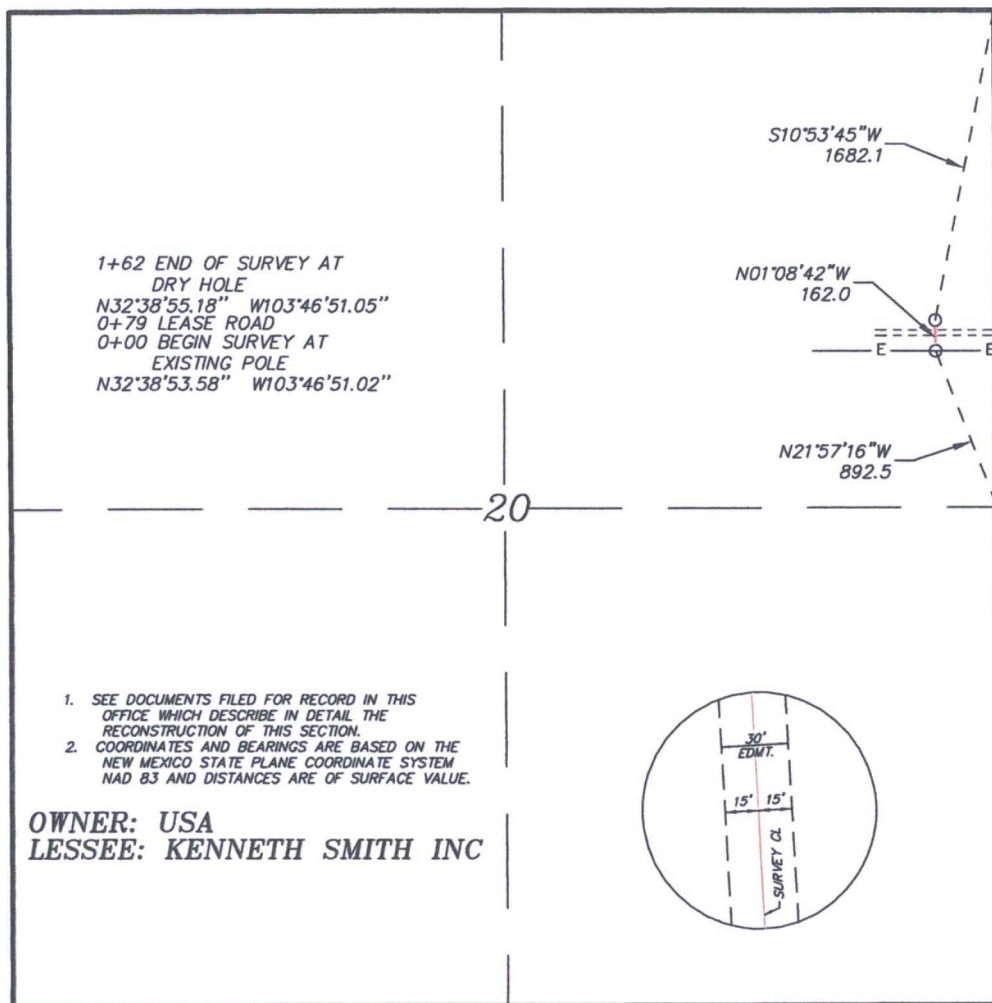 S10°53'45"W
1682.1
1+62 END OF SURVEY AT
DRY HOLE
N32°38'55.18" W103°46'51.05"
0+79 LEASE ROAD
0+00 BEGIN SURVEY AT
EXISTING POLE
N32°38'53.58" W103°46'51.02"
N01°08'42"W
162.0
E E
N21°57'16"W
892.5
20
1. SEE DOCUMENTS FILED FOR RECORD IN THIS
OFFICE WHICH DESCRIBE IN DETAIL THE
RECONSTRUCTION OF THIS SECTION.
2. COORDINATES AND BEARINGS ARE BASED ON THE
NEW MEXICO STATE PLANE COORDINATE SYSTEM
NAD 83 AND DISTANCES ARE OF SURFACE VALUE.
OWNER: USA
LESSEE: KENNETH SMITH INC
30'
EDMT.
15' 15'
SURVEY CL